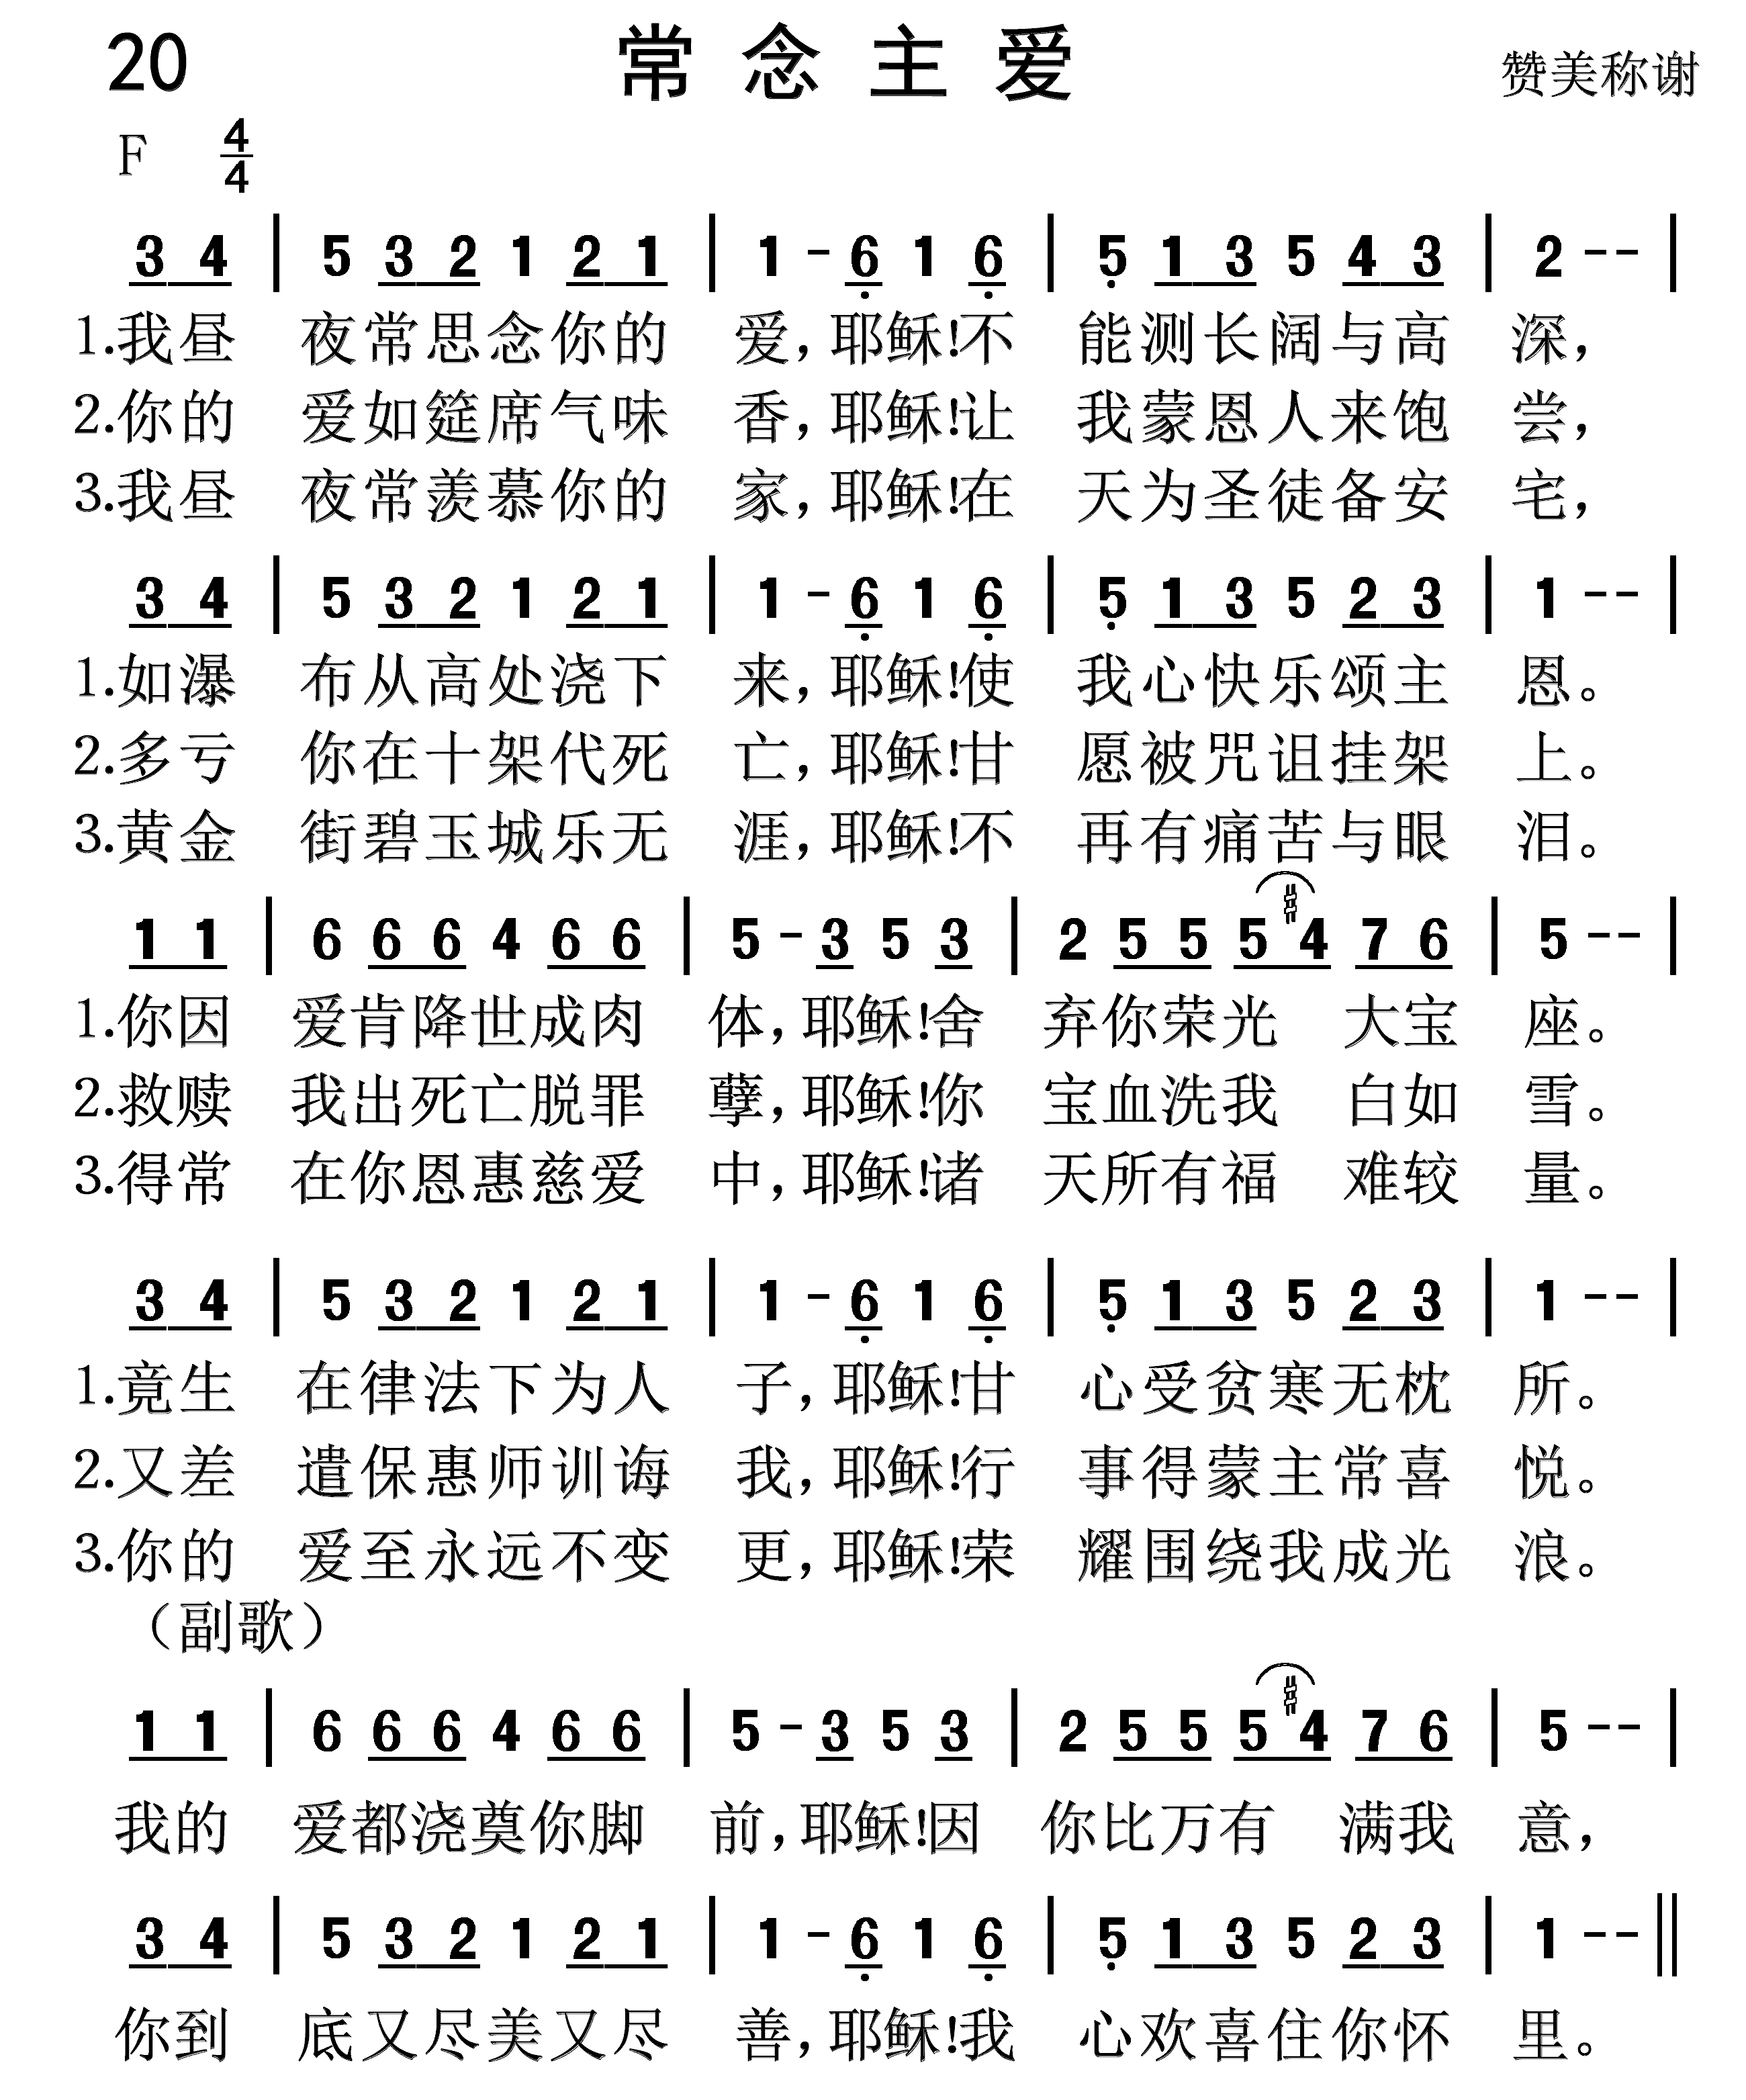 20 常念主爱 赞美称谢
F 4/4
3 4 | 5 3 2 1 2 1 | 1 - 6̣ 1 6̣ | 5̣ 1 3 5 4 3 | 2 - - |
1.我昼 夜常思念你的 爱，耶稣！不 能测长阔与高 深，
2.你的 爱如筵席气味 香，耶稣！让 我蒙恩人来饱 尝，
3.我昼 夜常羡慕你的 家，耶稣！在 天为圣徒备安 宅，
3 4 | 5 3 2 1 2 1 | 1 - 6̣ 1 6̣ | 5̣ 1 3 5 2 3 | 1 - - |
1.如瀑 布从高处浇下 来，耶稣！使 我心快乐颂主 恩。
2.多亏 你在十架代死 亡，耶稣！甘 愿被咒诅挂架 上。
3.黄金 街碧玉城乐无 涯，耶稣！不 再有痛苦与眼 泪。
1 1 | 6 6 6 4 6 6 | 5 - 3 5 3 | 2 5 5 5 #4 7 6 | 5 - - |
1.你因 爱肯降世成肉 体，耶稣！舍 弃你荣光 大宝 座。
2.救赎 我出死亡脱罪 孽，耶稣！你 宝血洗我 白如 雪。
3.得常 在你恩惠慈爱 中，耶稣！诸 天所有福 难较 量。
3 4 | 5 3 2 1 2 1 | 1 - 6̣ 1 6̣ | 5̣ 1 3 5 2 3 | 1 - - |
1.竟生 在律法下为人 子，耶稣！甘 心受贫寒无枕 所。
2.又差 遣保惠师训诲 我，耶稣！行 事得蒙主常喜 悦。
3.你的 爱至永远不变 更，耶稣！荣 耀围绕我成光 浪。
（副歌）
1 1 | 6 6 6 4 6 6 | 5 - 3 5 3 | 2 5 5 5 #4 7 6 | 5 - - |
我的 爱都浇奠你脚 前，耶稣！因 你比万有 满我 意，
3 4 | 5 3 2 1 2 1 | 1 - 6̣ 1 6̣ | 5̣ 1 3 5 2 3 | 1 - - ||
你到 底又尽美又尽 善，耶稣！我 心欢喜住你怀 里。